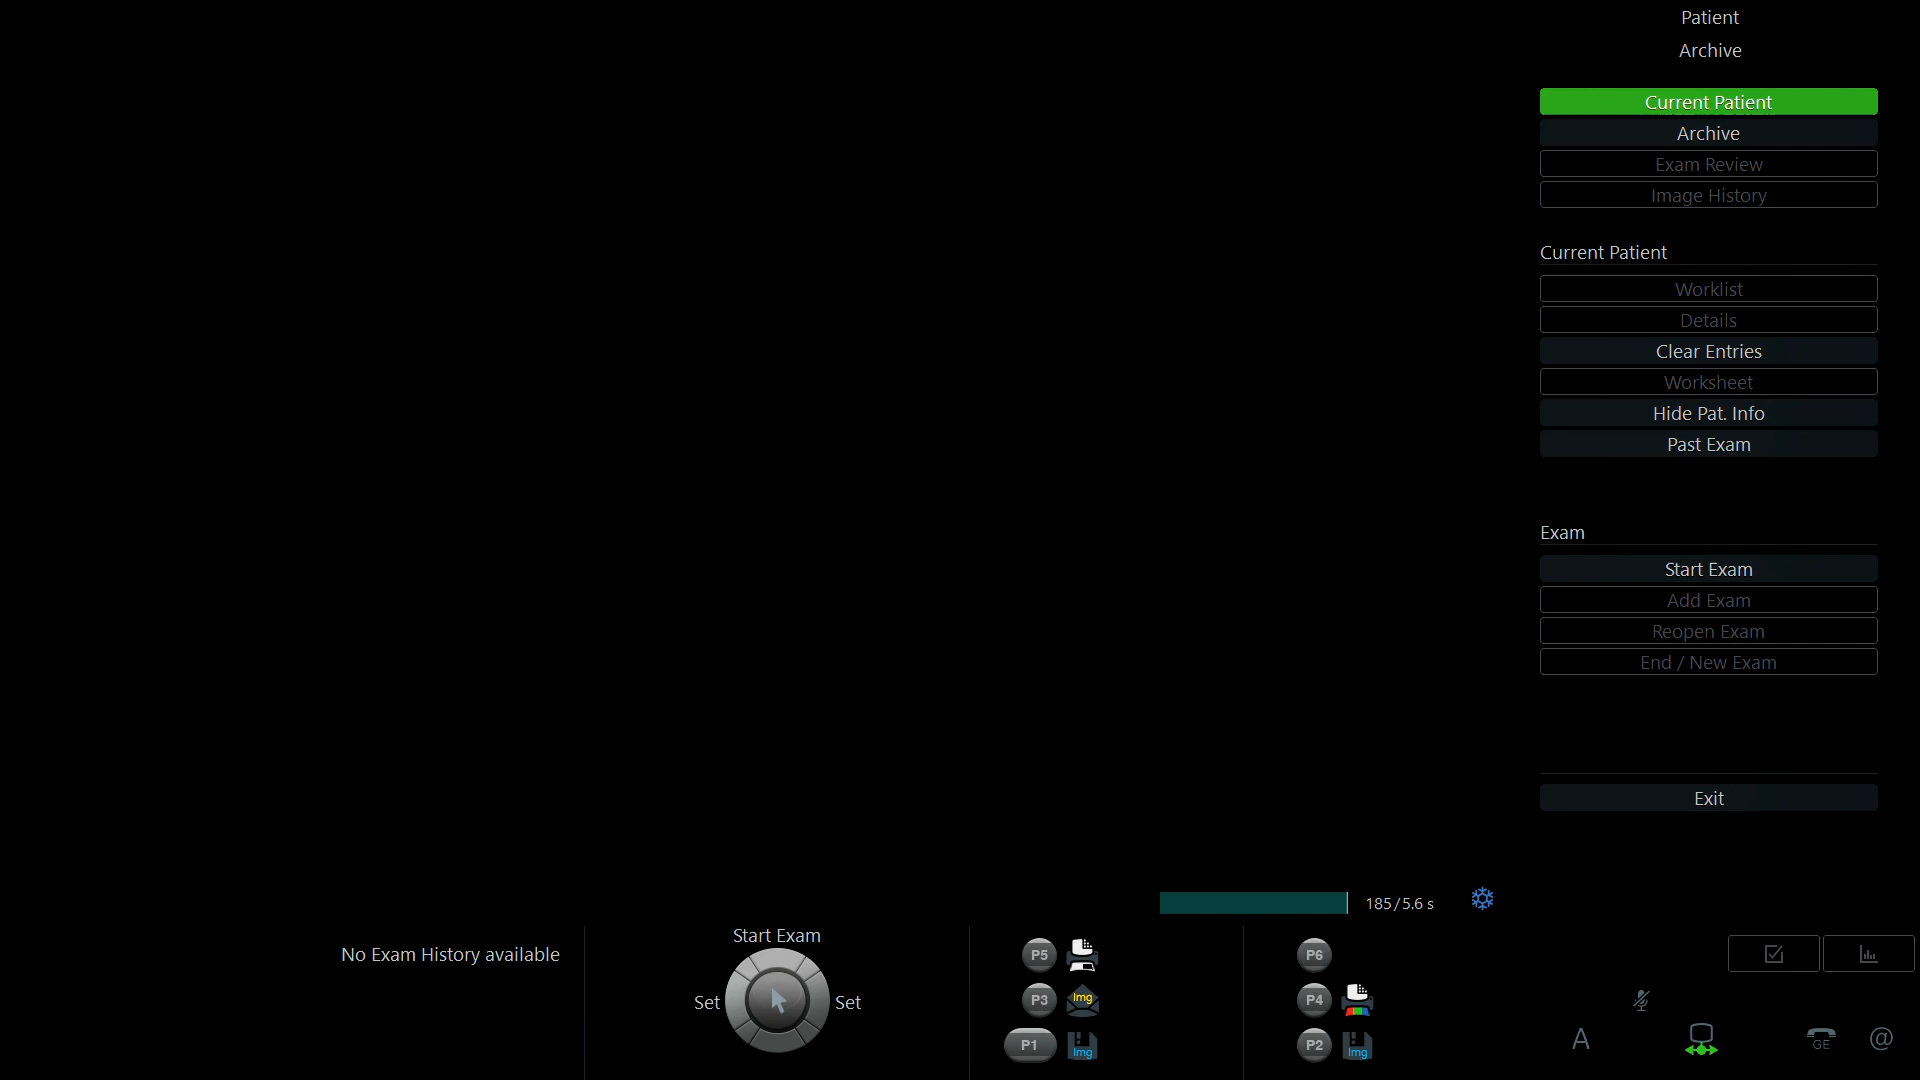 Patient
Archive
Current Patient
Archive
Exam Review
Image History
Current Patient
Worklist
Details
Clear Entries
Worksheet
Hide Pat. Info
Past Exam
Exam
Start Exam
Add Exam
Reopen Exam
End / New Exam
Exit
185/5.6 s
No Exam History available
Start Exam
Set
Set
P5
P3
Img
P1
Img
P6
P4
P2
Img
A
GE
@